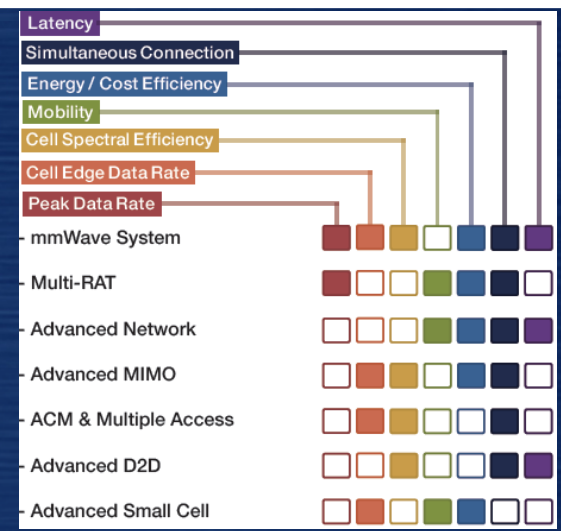 Latency
Simultaneous Connection
Energy / Cost Efficiency
Mobility
Cell Spectral Efficiency
Cell Edge Data Rate
Peak Data Rate
- mmWave System
- Multi-RAT
- Advanced Network
- Advanced MIMO
- ACM & Multiple Access
- Advanced D2D
- Advanced Small Cell